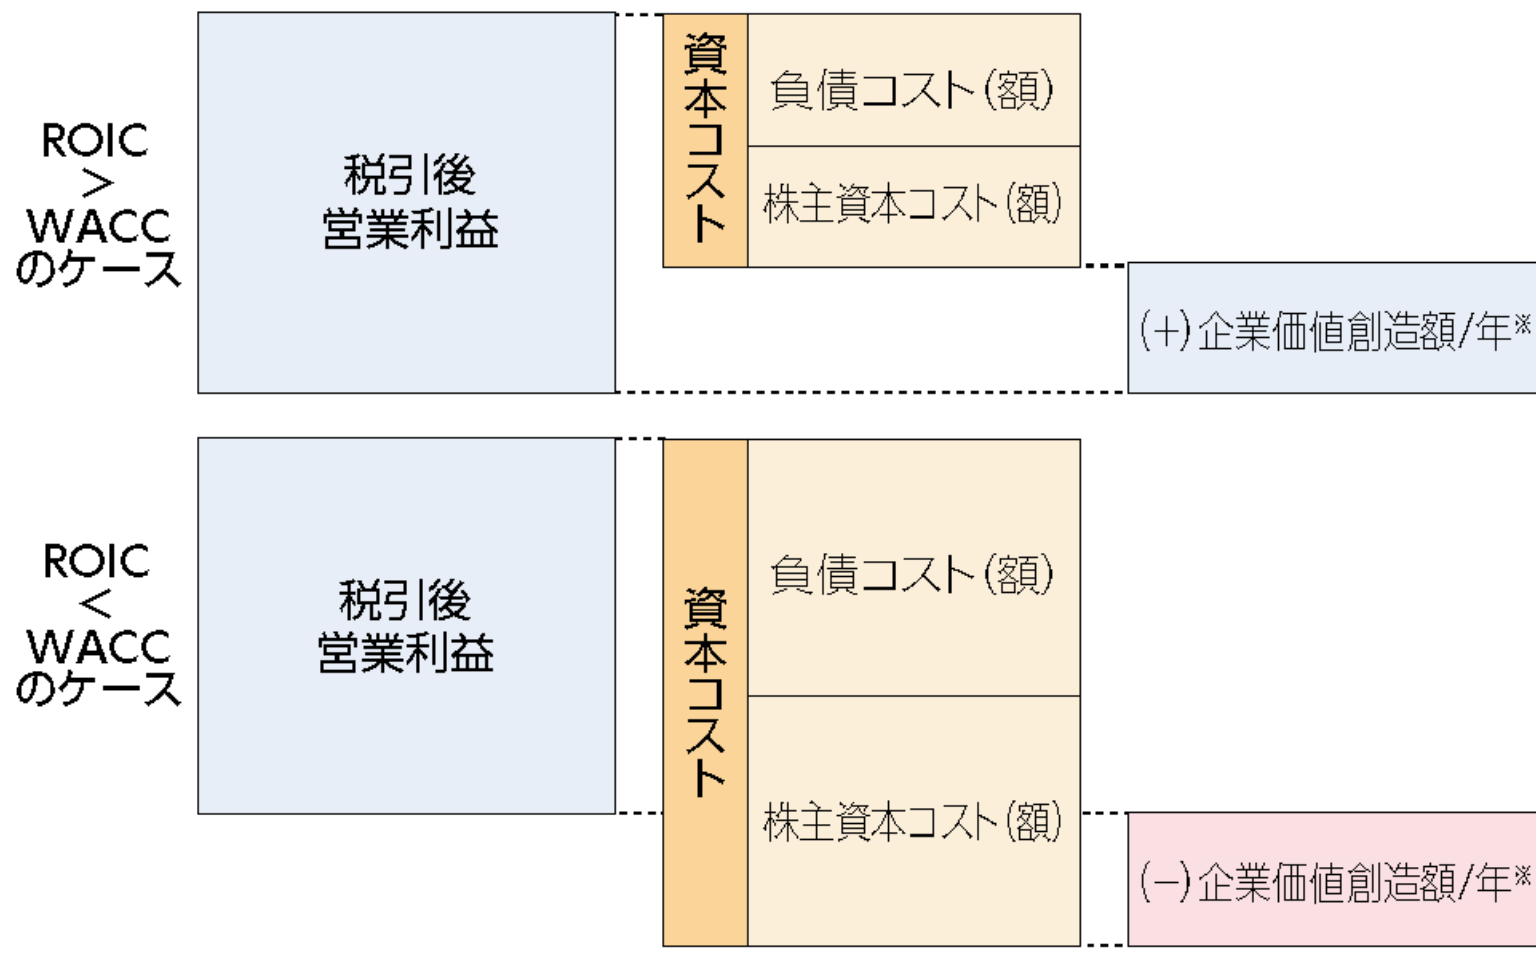 ROIC
>
WACC
のケース
税引後
営業利益
資本コスト
負債コスト(額)
株主資本コスト(額)
(+)企業価値創造額/年※
ROIC
<
WACC
のケース
税引後
営業利益
資本コスト
負債コスト(額)
株主資本コスト(額)
(−)企業価値創造額/年※